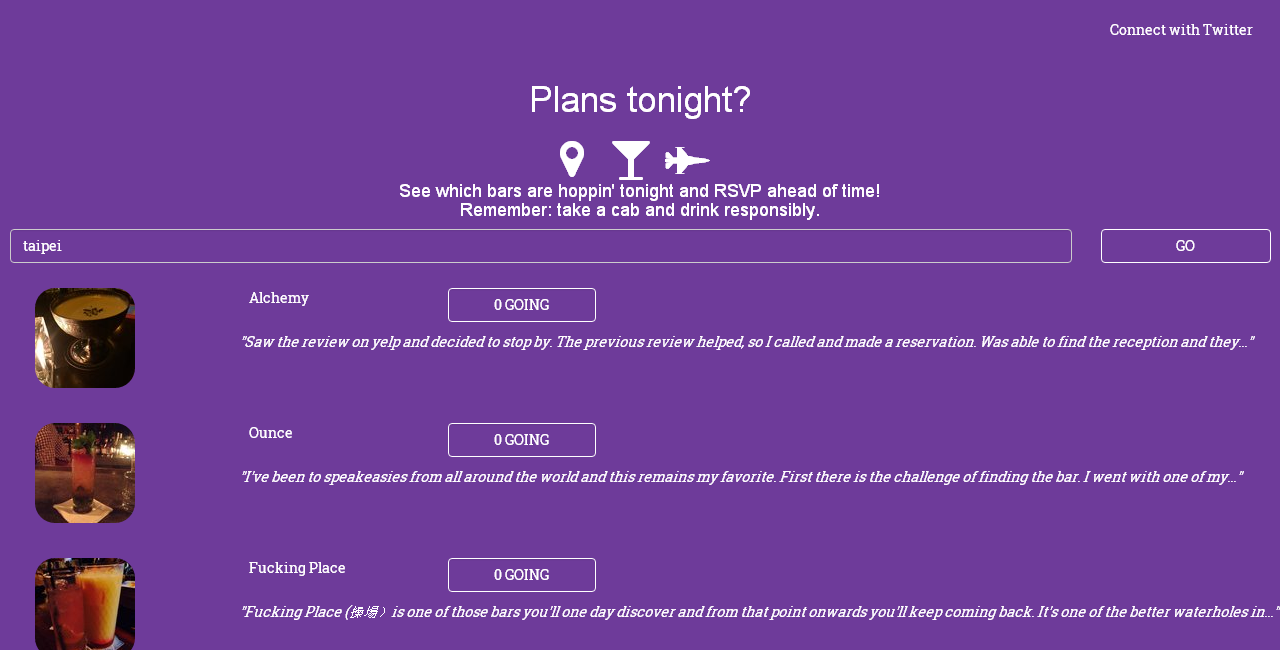 Connect with Twitter
Plans tonight?
See which bars are hoppin' tonight and RSVP ahead of time!
Remember: take a cab and drink responsibly.
taipei
GO
Alchemy
0 GOING
"Saw the review on yelp and decided to stop by. The previous review helped, so I called and made a reservation. Was able to find the reception and they..."
Ounce
0 GOING
"I've been to speakeasies from all around the world and this remains my favorite. First there is the challenge of finding the bar. I went with one of my..."
Fucking Place
0 GOING
"Fucking Place (操場） is one of those bars you'll one day discover and from that point onwards you'll keep coming back. It's one of the better waterholes in..."